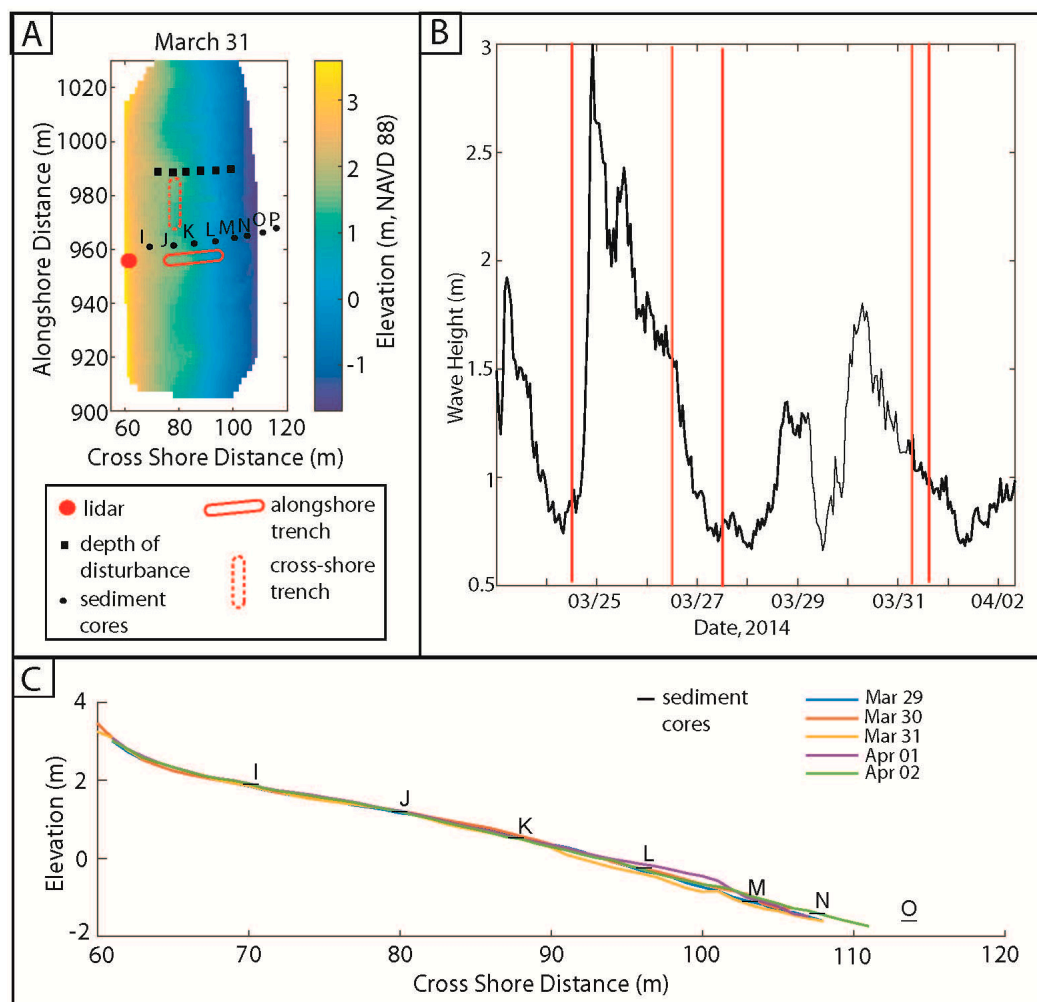 A
March 31
Alongshore Distance (m)
1020
1000
980
960
940
920
900
I
J
K
L
M
N
O
P
60
80
100
120
Cross Shore Distance (m)
3
2
1
0
-1
Elevation (m, NAVD 88)
lidar
depth of
disturbance
sediment
cores
alongshore
trench
cross-shore
trench
B
Wave Height (m)
3
2.5
2
1.5
1
0.5
03/25
03/27
03/29
03/31
04/02
Date, 2014
C
Elevation (m)
4
2
0
-2
I
J
K
L
M
N
O
sediment
cores
Mar 29
Mar 30
Mar 31
Apr 01
Apr 02
60
70
80
90
100
110
120
Cross Shore Distance (m)